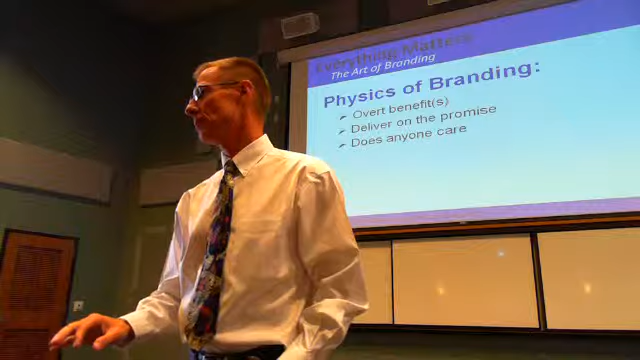 Everything Matters
The Art of Branding
Physics of Branding:
Overt benefit(s)
Deliver on the promise
Does anyone care